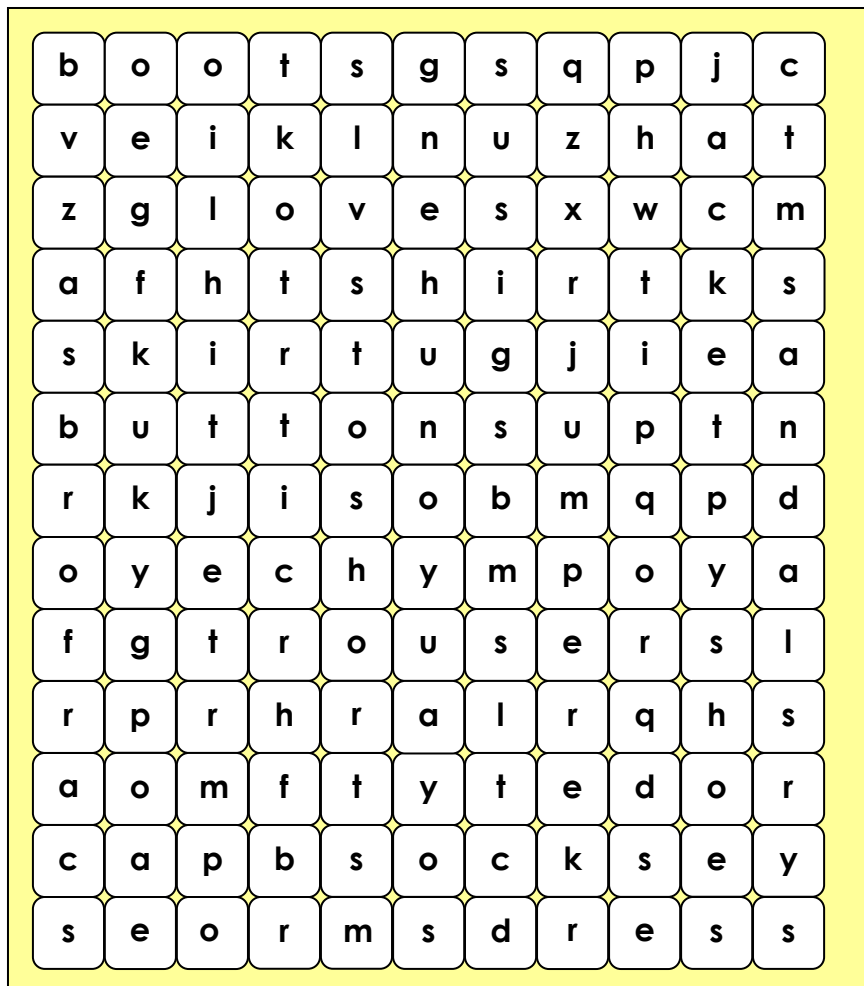 b o o t s g s q p j c
v e i k l n u z h a t
z g l o v e s x w c m
a f h t s h i r t k s
s k i r t u g j i e a
b u t t o n s u p t n
r k j i s o b m q p d
o y e c h y m p o y a
f g t r o u s e r s l
r p r h r a l r q h s
a o m f t y t e d o r
c a p b s o c k s e y
s e o r m s d r e s s